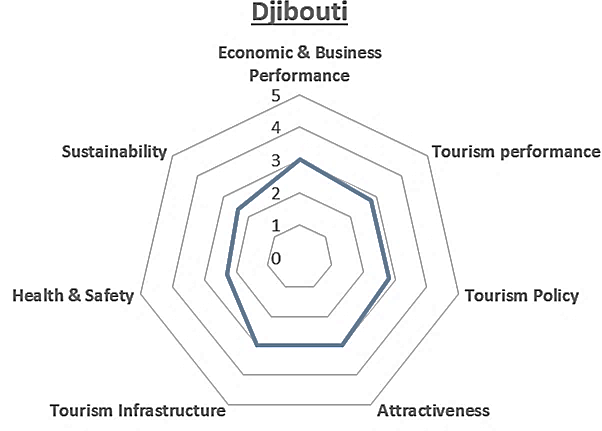 Djibouti
Economic & Business
Performance
5
4
3
2
1
0
Sustainability
Tourism performance
Health & Safety
Tourism Policy
Tourism Infrastructure
Attractiveness